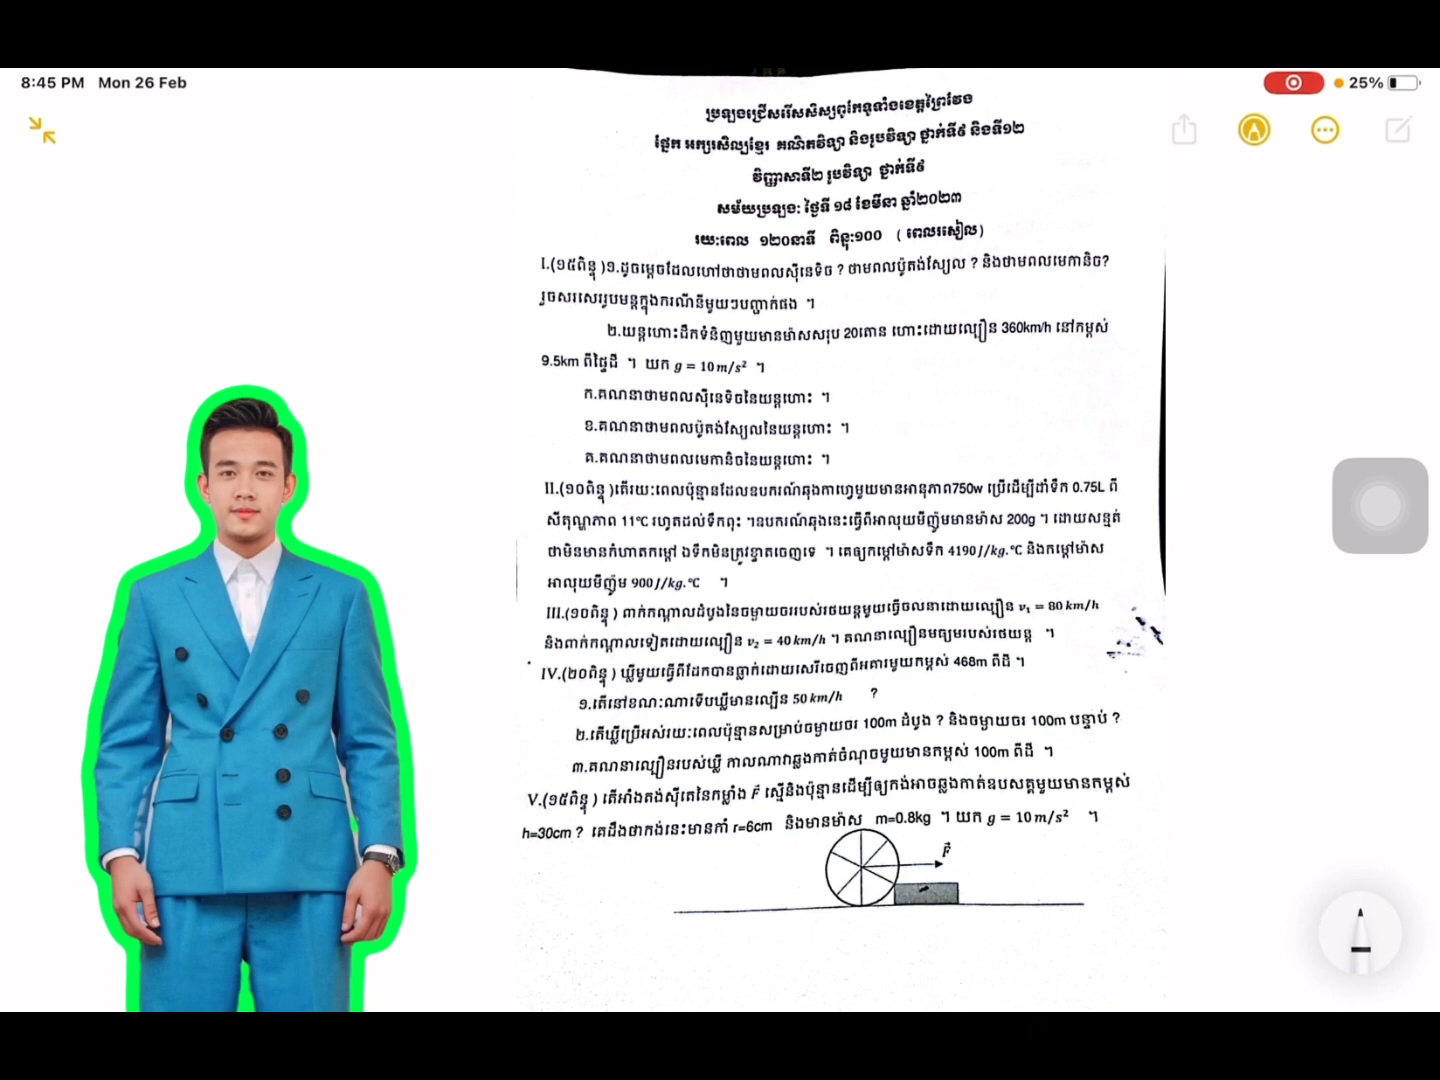 8:45 PM Mon 26 Feb
25%
ប្រឡងជ្រើសរើសសិស្សពូកែទូទាំងខេត្តព្រៃវែង
ផ្នែក អក្សរសិល្ប៍ខ្មែរ គណិតវិទ្យា និងរូបវិទ្យា ថ្នាក់ទី៩ និងទី១២
វិញ្ញាសាទី២ រូបវិទ្យា ថ្នាក់ទី៩
សម័យប្រឡង: ថ្ងៃទី ១៨ ខែមីនា ឆ្នាំ២០២៣
រយ:ពេល ១២០នាទី ពិន្ទុ:១០០ ( ពេលរសៀល)
I.(១៥ពិន្ទុ )១.ដូចម្ដេចដែលហៅថាថាមពលស៊ីនេទិច ? ថាមពលប៉ូតង់ស្យែល ? និងថាមពលមេកានិច?
រួចសរសេររូបមន្តក្នុងករណីនីមួយៗបញ្ជាក់ផង ។
២.យន្តហោះដឹកទំនិញមួយមានម៉ាសសរុប 20តោន ហោះដោយល្បឿន 360km/h នៅកម្ពស់
9.5km ពីផ្ទៃដី ។ យក g = 10 m/s² ។
ក.គណនាថាមពលស៊ីនេទិចនៃយន្តហោះ ។
ខ.គណនាថាមពលប៉ូតង់ស្យែលនៃយន្តហោះ ។
គ.គណនាថាមពលមេកានិចនៃយន្តហោះ ។
II.(១០ពិន្ទុ )តើរយ:ពេលប៉ុន្មានដែលឧបករណ៍ឆុងកាហ្វេមួយមានអានុភាព750w ប្រើដើម្បីដាំទឹក 0.75L ពី
សីតុណ្ហភាព 11°C រហូតដល់ទឹកពុះ ។ឧបករណ៍ឆុងនេះធ្វើពីអាលុយមីញ៉ូមមានម៉ាស 200g ។ ដោយសន្មត់
ថាមិនមានកំហាតកម្ដៅ ឯទឹកមិនត្រូវខ្ចាតចេញទេ ។ គេឲ្យកម្ដៅម៉ាសទឹក 4190 J/kg.°C និងកម្ដៅម៉ាស
អាលុយមីញ៉ូម 900 J/kg.°C ។
III.(១០ពិន្ទុ ) ពាក់កណ្ដាលដំបូងនៃចម្ងាយចររបស់រថយន្តមួយធ្វើចលនាដោយល្បឿន v₁ = 80 km/h
និងពាក់កណ្ដាលទៀតដោយល្បឿន v₂ = 40 km/h ។ គណនាល្បឿនមធ្យមរបស់រថយន្ត ។
IV.(២០ពិន្ទុ ) ឃ្លីមួយធ្វើពីដែកបានធ្លាក់ដោយសេរីចេញពីអគារមួយកម្ពស់ 468m ពីដី ។
១.តើនៅខណ:ណាទើបឃ្លីមានល្បឿន 50 km/h ?
២.តើឃ្លីប្រើអស់រយ:ពេលប៉ុន្មានសម្រាប់ចម្ងាយចរ 100m ដំបូង ? និងចម្ងាយចរ 100m បន្ទាប់ ?
៣.គណនាល្បឿនរបស់ឃ្លី កាលណាវាឆ្លងកាត់ចំណុចមួយមានកម្ពស់ 100m ពីដី ។
V.(១៥ពិន្ទុ ) តើអាំងតង់ស៊ីតេនៃកម្លាំង F⃗ ស្មើនិងប៉ុន្មានដើម្បីឲ្យកង់អាចឆ្លងកាត់ឧបសគ្គមួយមានកម្ពស់
h=30cm ? គេដឹងថាកង់នេះមានកាំ r=6cm និងមានម៉ាស m=0.8kg ។ យក g = 10 m/s² ។
F⃗